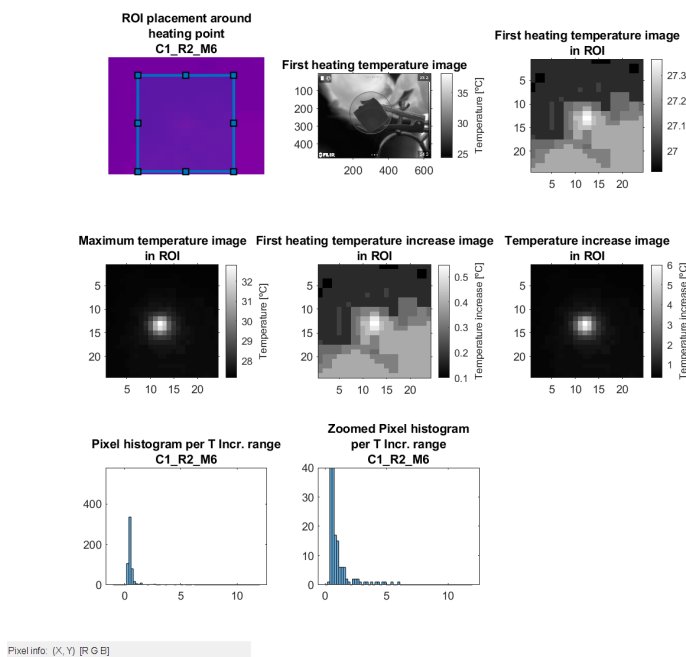 ROI placement around
heating point
C1_R2_M6
First heating temperature image
100
200
300
400
200 400 600
35
30
25
Temperature [ºC]
First heating temperature image
in ROI
5
10
15
20
5 10 15 20
27.3
27.2
27.1
27
Maximum temperature image
in ROI
5
10
15
20
5 10 15 20
32
31
30
29
28
Temperature [ºC]
First heating temperature increase image
in ROI
5
10
15
20
5 10 15 20
0.5
0.4
0.3
0.2
0.1
Temperature increase [ºC]
Temperature increase image
in ROI
5
10
15
20
5 10 15 20
6
5
4
3
2
1
Temperature increase [ºC]
Pixel histogram per T Incr. range
C1_R2_M6
400
200
0
0 5 10
Zoomed Pixel histogram
per T Incr. range
C1_R2_M6
40
30
20
10
0
0 5 10
Pixel info: (X, Y) [R G B]